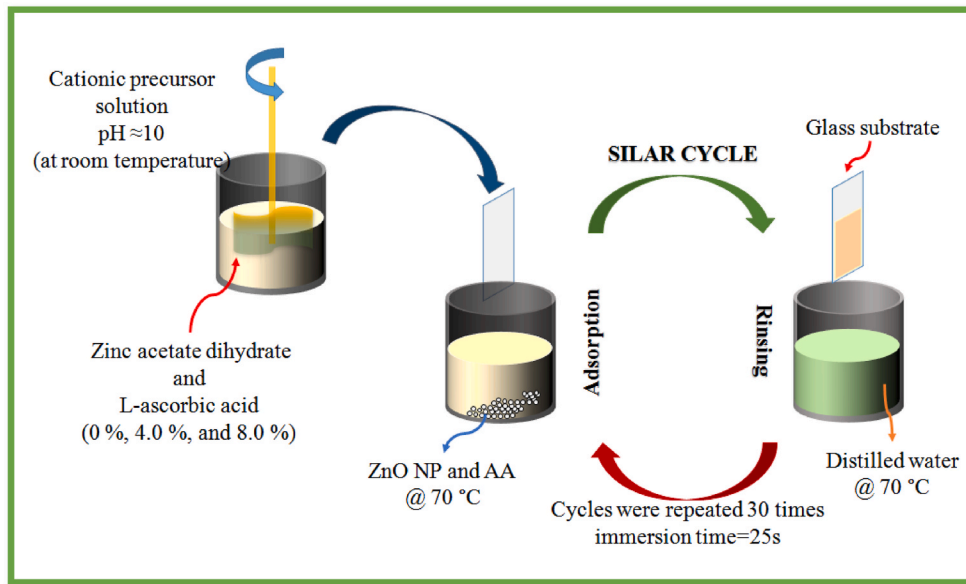 Cationic precursor
solution
pH ≈10
(at room temperature)
Zinc acetate dihydrate
and
L-ascorbic acid
(0 %, 4.0 %, and 8.0 %)
ZnO NP and AA
@ 70 °C
SILAR CYCLE
Adsorption
Rinsing
Cycles were repeated 30 times
immersion time=25s
Glass substrate
Distilled water
@ 70 °C